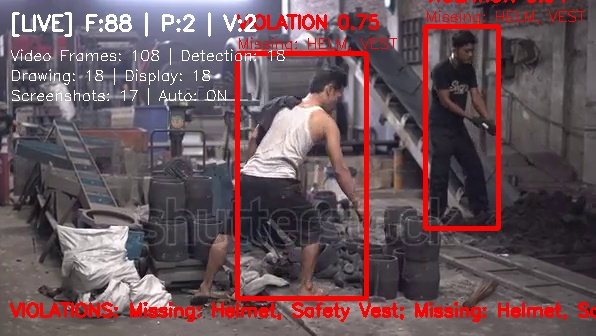 [LIVE] F:88 | P:2 | V:2
VIOLATION 0.75
Missing: HELM, VEST
Missing: HELM, VEST
Video Frames: 108 | Detection: 18
Drawing: 18 | Display: 18
Screenshots: 17 | Auto: ON
shutterstock
VIOLATIONS: Missing: Helmet, Safety Vest; Missing: Helmet, Sa